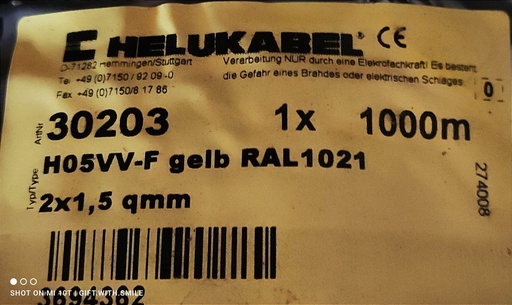 HELUKABEL® CE
D-71282 Hemmingen/Stuttgart
Tel +49 (0)7150 / 92 09 -0
Fax +49 (0)7150/8 17 86
Verarbeitung NUR durch eine Elektrofachkraft! Es besteht
die Gefahr eines Brandes oder elektrischen Schlages
0
ArtNr 30203 1x 1000m
Typ/Type H05VV-F gelb RAL1021
2x1,5 qmm
274008
3894382
SHOT ON MI 10T | GIFT WITH SMILE